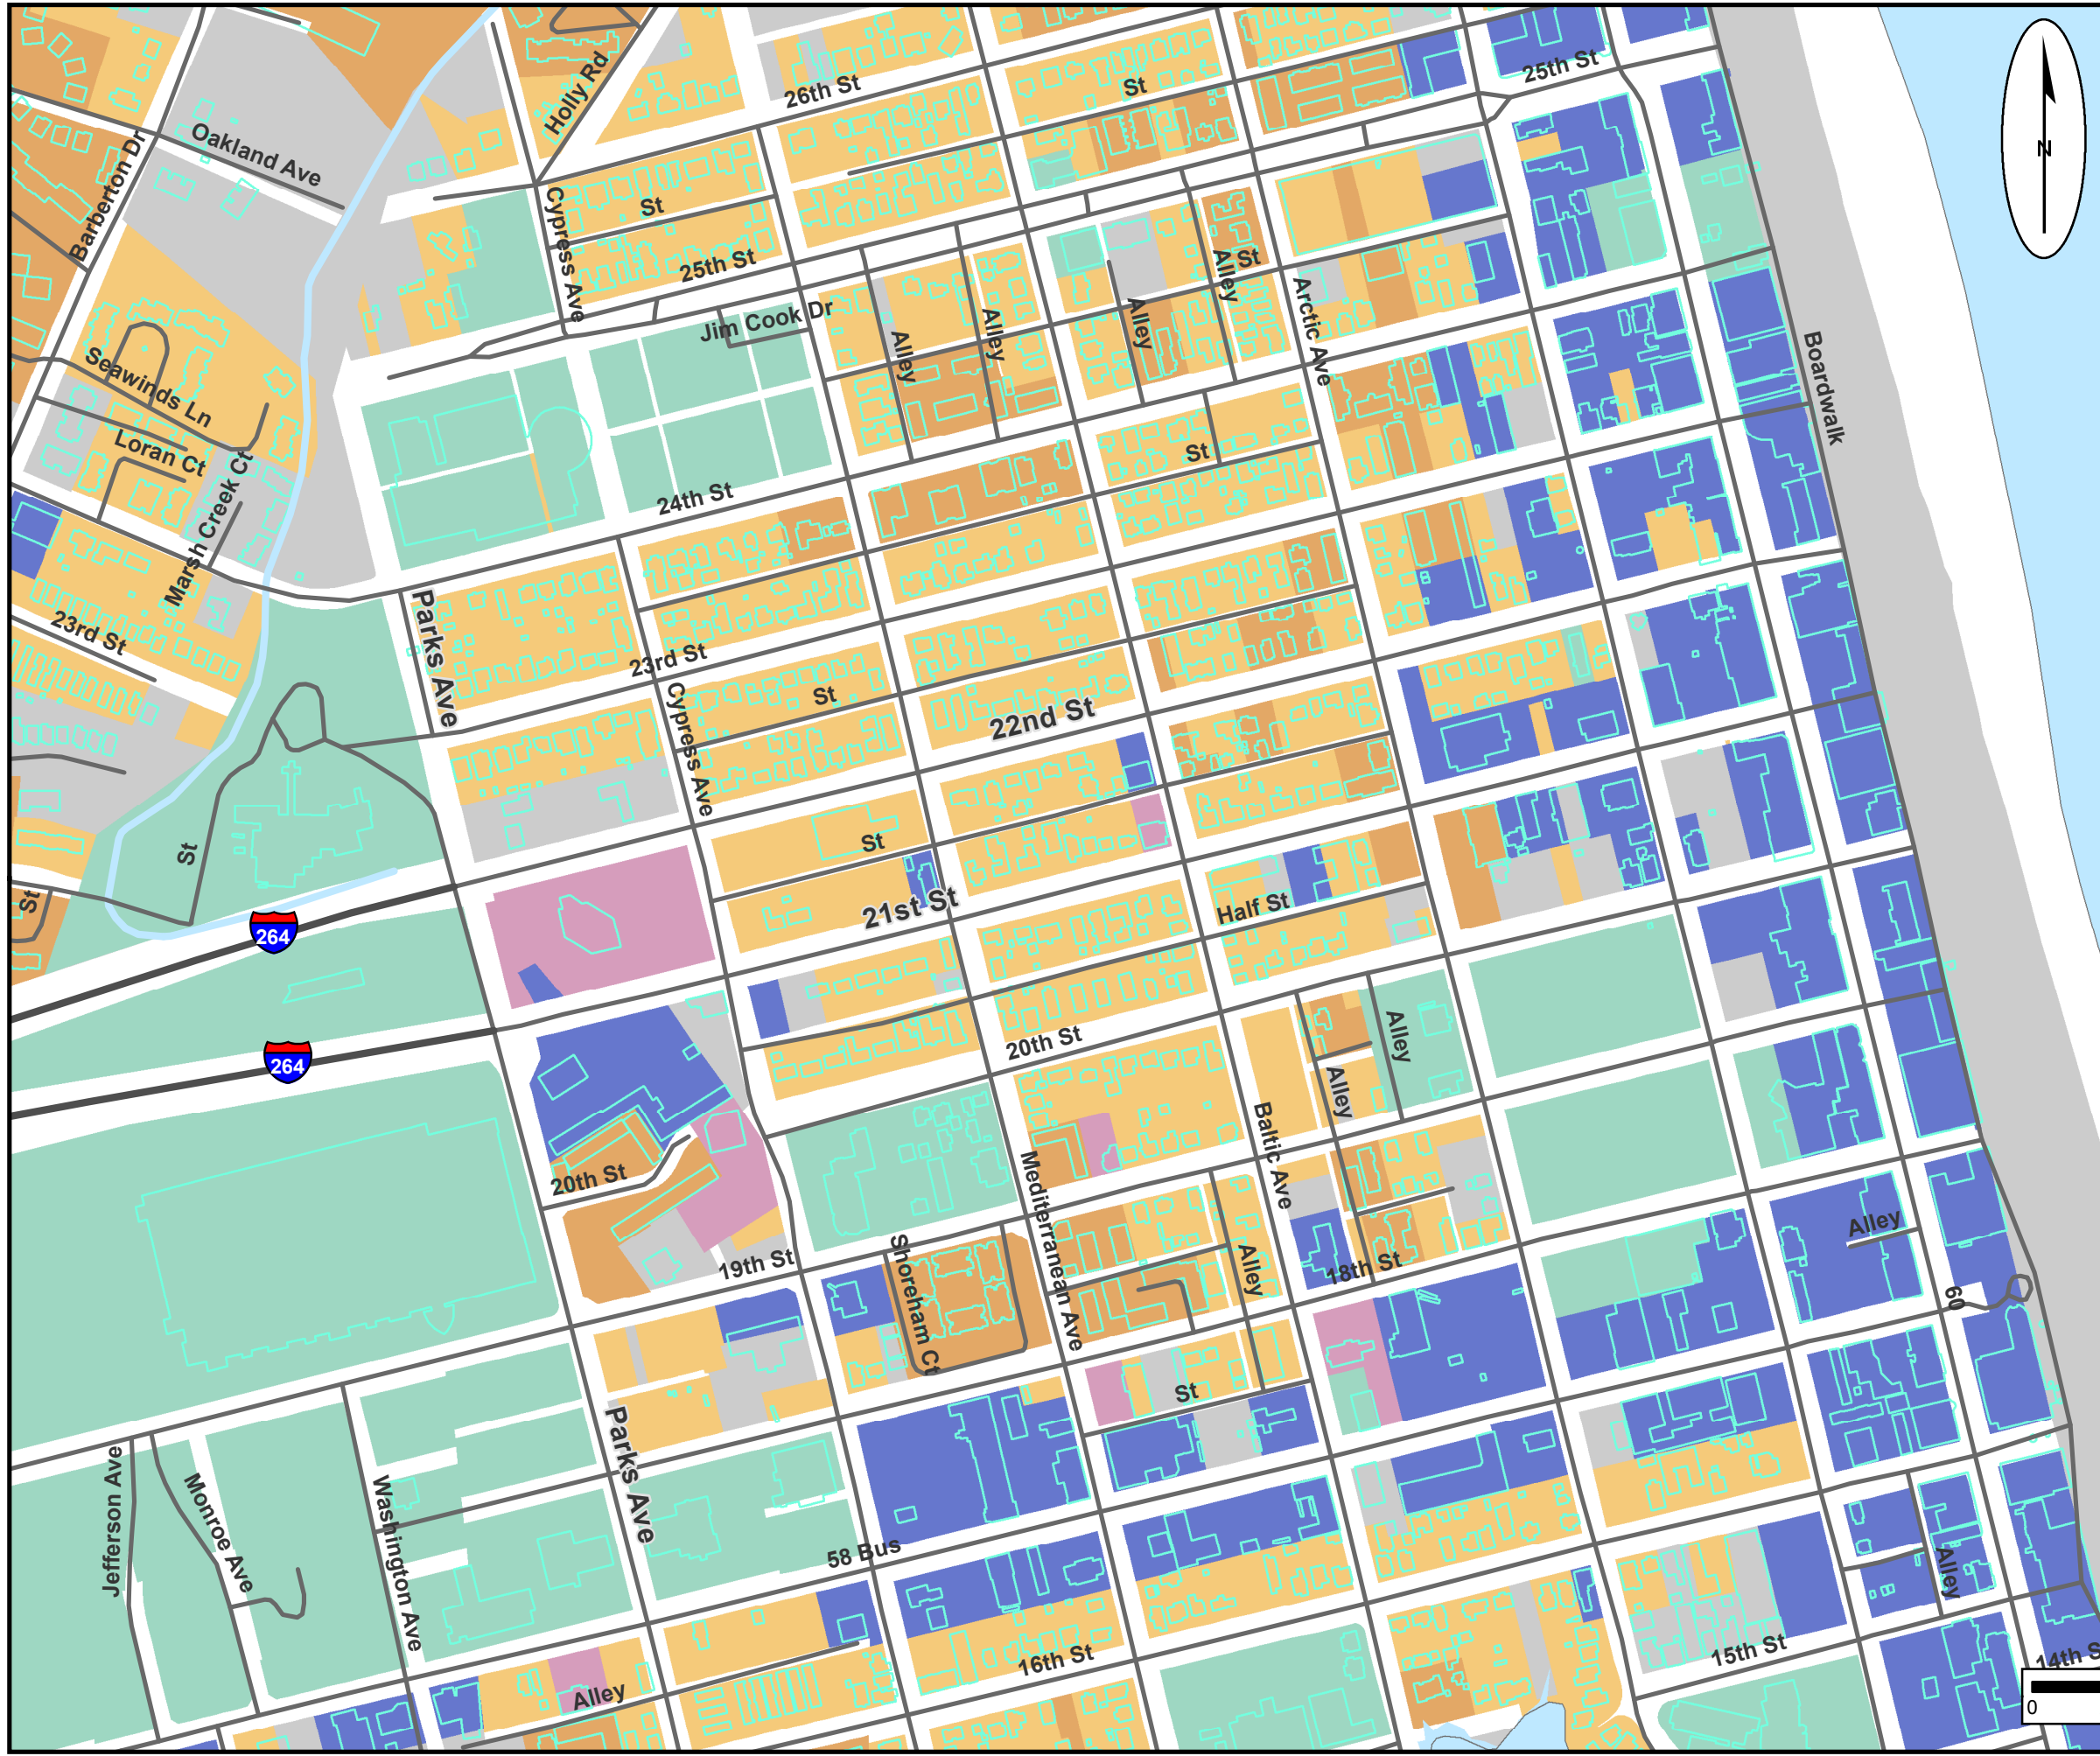 25th St
26th St
Holly Rd
St
N
Oakland Ave
Barberton Dr
St
Cypress Ave
25th St
St
Alley
Arctic Ave
Alley
Jim Cook Dr
Alley
Alley
Boardwalk
Seawinds Ln
Loran Ct
St
24th St
Marsh Creek Ct
23rd St
Parks Ave
23rd St
St
Cypress Ave
22nd St
St
St
St
21st St
Half St
264
264
20th St
Alley
Alley
Baltic Ave
20th St
Mediterranean Ave
Alley
19th St
Shoreham Ct
Alley
18th St
60
St
Parks Ave
Jefferson Ave
Monroe Ave
Washington Ave
58 Bus
Alley
16th St
15th St
14th S
Alley
0